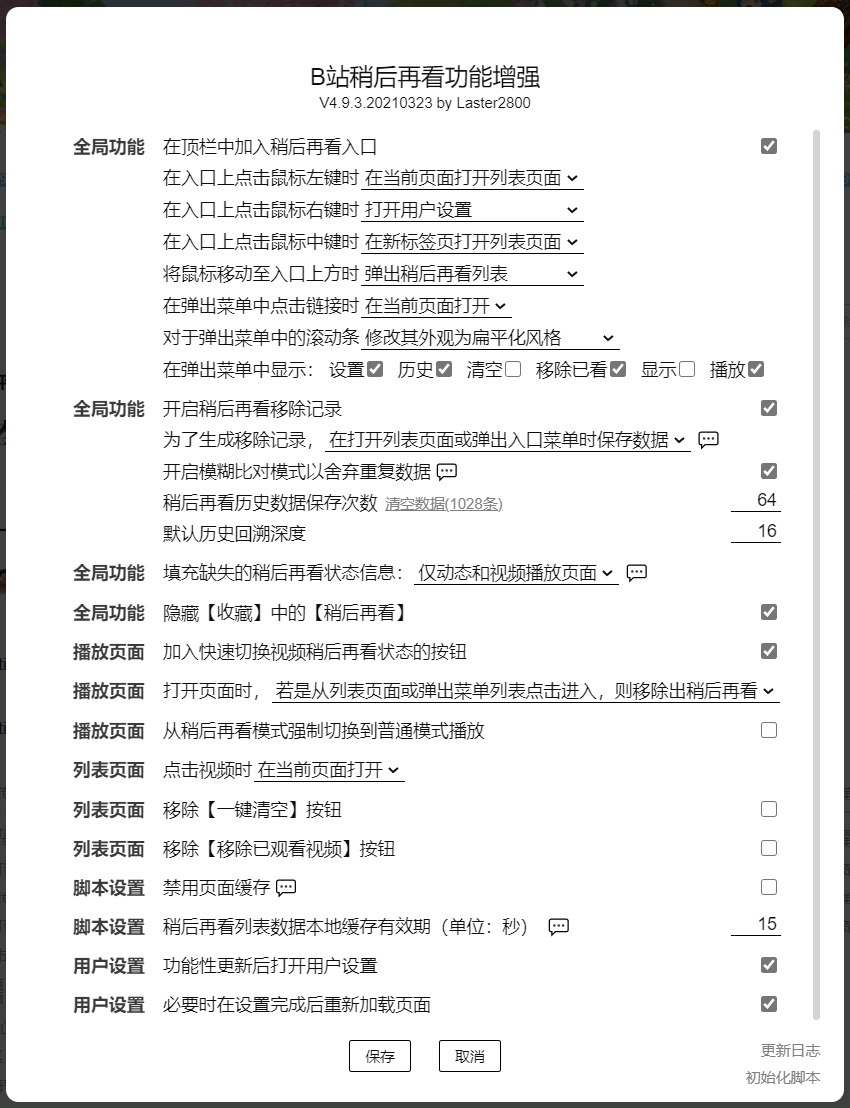 B站稍后再看功能增强
V4.9.3.20210323 by Laster2800
全局功能 在顶栏中加入稍后再看入口
在入口上点击鼠标左键时 在当前页面打开列表页面
在入口上点击鼠标右键时 打开用户设置
在入口上点击鼠标中键时 在新标签页打开列表页面
将鼠标移动至入口上方时 弹出稍后再看列表
在弹出菜单中点击链接时 在当前页面打开
对于弹出菜单中的滚动条 修改其外观为扁平化风格
在弹出菜单中显示： 设置 历史 清空 移除已看 显示 播放
全局功能 开启稍后再看移除记录
为了生成移除记录， 在打开列表页面或弹出入口菜单时保存数据
开启模糊比对模式以舍弃重复数据
稍后再看历史数据保存次数 清空数据(1028条) 64
默认历史回溯深度 16
全局功能 填充缺失的稍后再看状态信息： 仅动态和视频播放页面
全局功能 隐藏【收藏】中的【稍后再看】
播放页面 加入快速切换视频稍后再看状态的按钮
播放页面 打开页面时， 若是从列表页面或弹出菜单列表点击进入，则移除出稍后再看
播放页面 从稍后再看模式强制切换到普通模式播放
列表页面 点击视频时 在当前页面打开
列表页面 移除【一键清空】按钮
列表页面 移除【移除已观看视频】按钮
脚本设置 禁用页面缓存
脚本设置 稍后再看列表数据本地缓存有效期（单位：秒） 15
用户设置 功能性更新后打开用户设置
用户设置 必要时在设置完成后重新加载页面
保存 取消
更新日志
初始化脚本